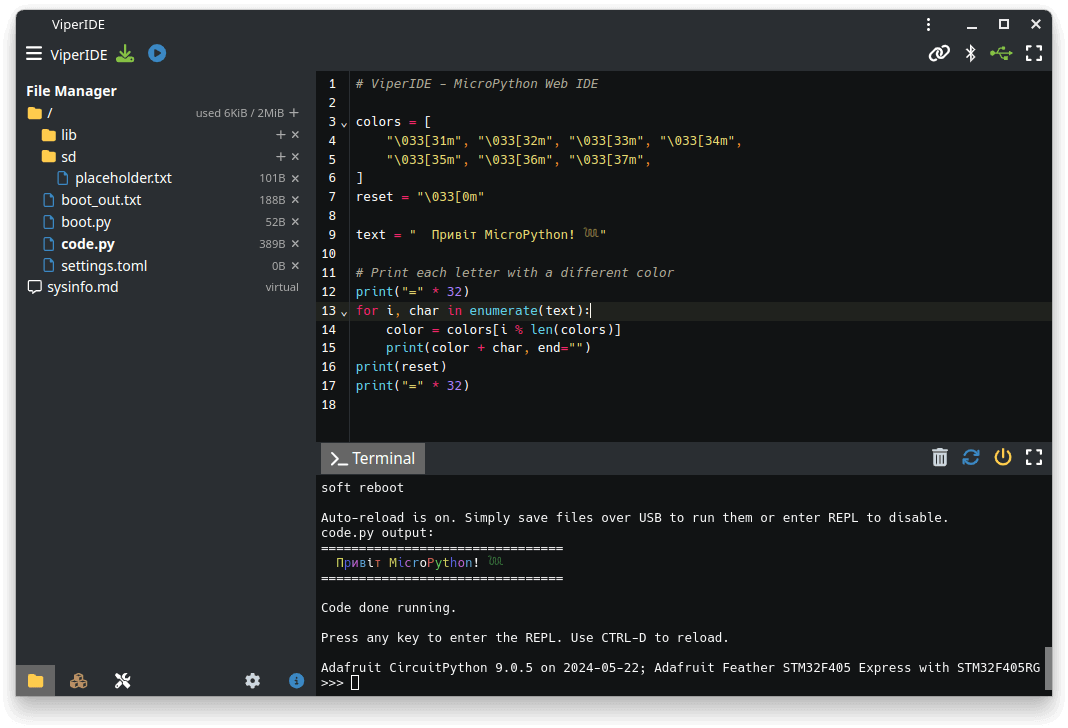 ViperIDE
ViperIDE
File Manager
/ used 6KiB / 2MiB + 
lib + ×
sd + ×
placeholder.txt 101B ×
boot_out.txt 188B ×
boot.py 52B ×
code.py 389B ×
settings.toml 0B ×
sysinfo.md virtual
1 # ViperIDE - MicroPython Web IDE
2
3 colors = [
4     "\033[31m", "\033[32m", "\033[33m", "\033[34m",
5     "\033[35m", "\033[36m", "\033[37m",
6 ]
7 reset = "\033[0m"
8
9 text = "  Привіт MicroPython! 𓆙"
10
11 # Print each letter with a different color
12 print("=" * 32)
13 for i, char in enumerate(text):
14     color = colors[i % len(colors)]
15     print(color + char, end="")
16 print(reset)
17 print("=" * 32)
18
>_ Terminal
soft reboot
Auto-reload is on. Simply save files over USB to run them or enter REPL to disable.
code.py output:
================================
  Привіт MicroPython! 𓆙
================================
Code done running.
Press any key to enter the REPL. Use CTRL-D to reload.
Adafruit CircuitPython 9.0.5 on 2024-05-22; Adafruit Feather STM32F405 Express with STM32F405RG
>>>